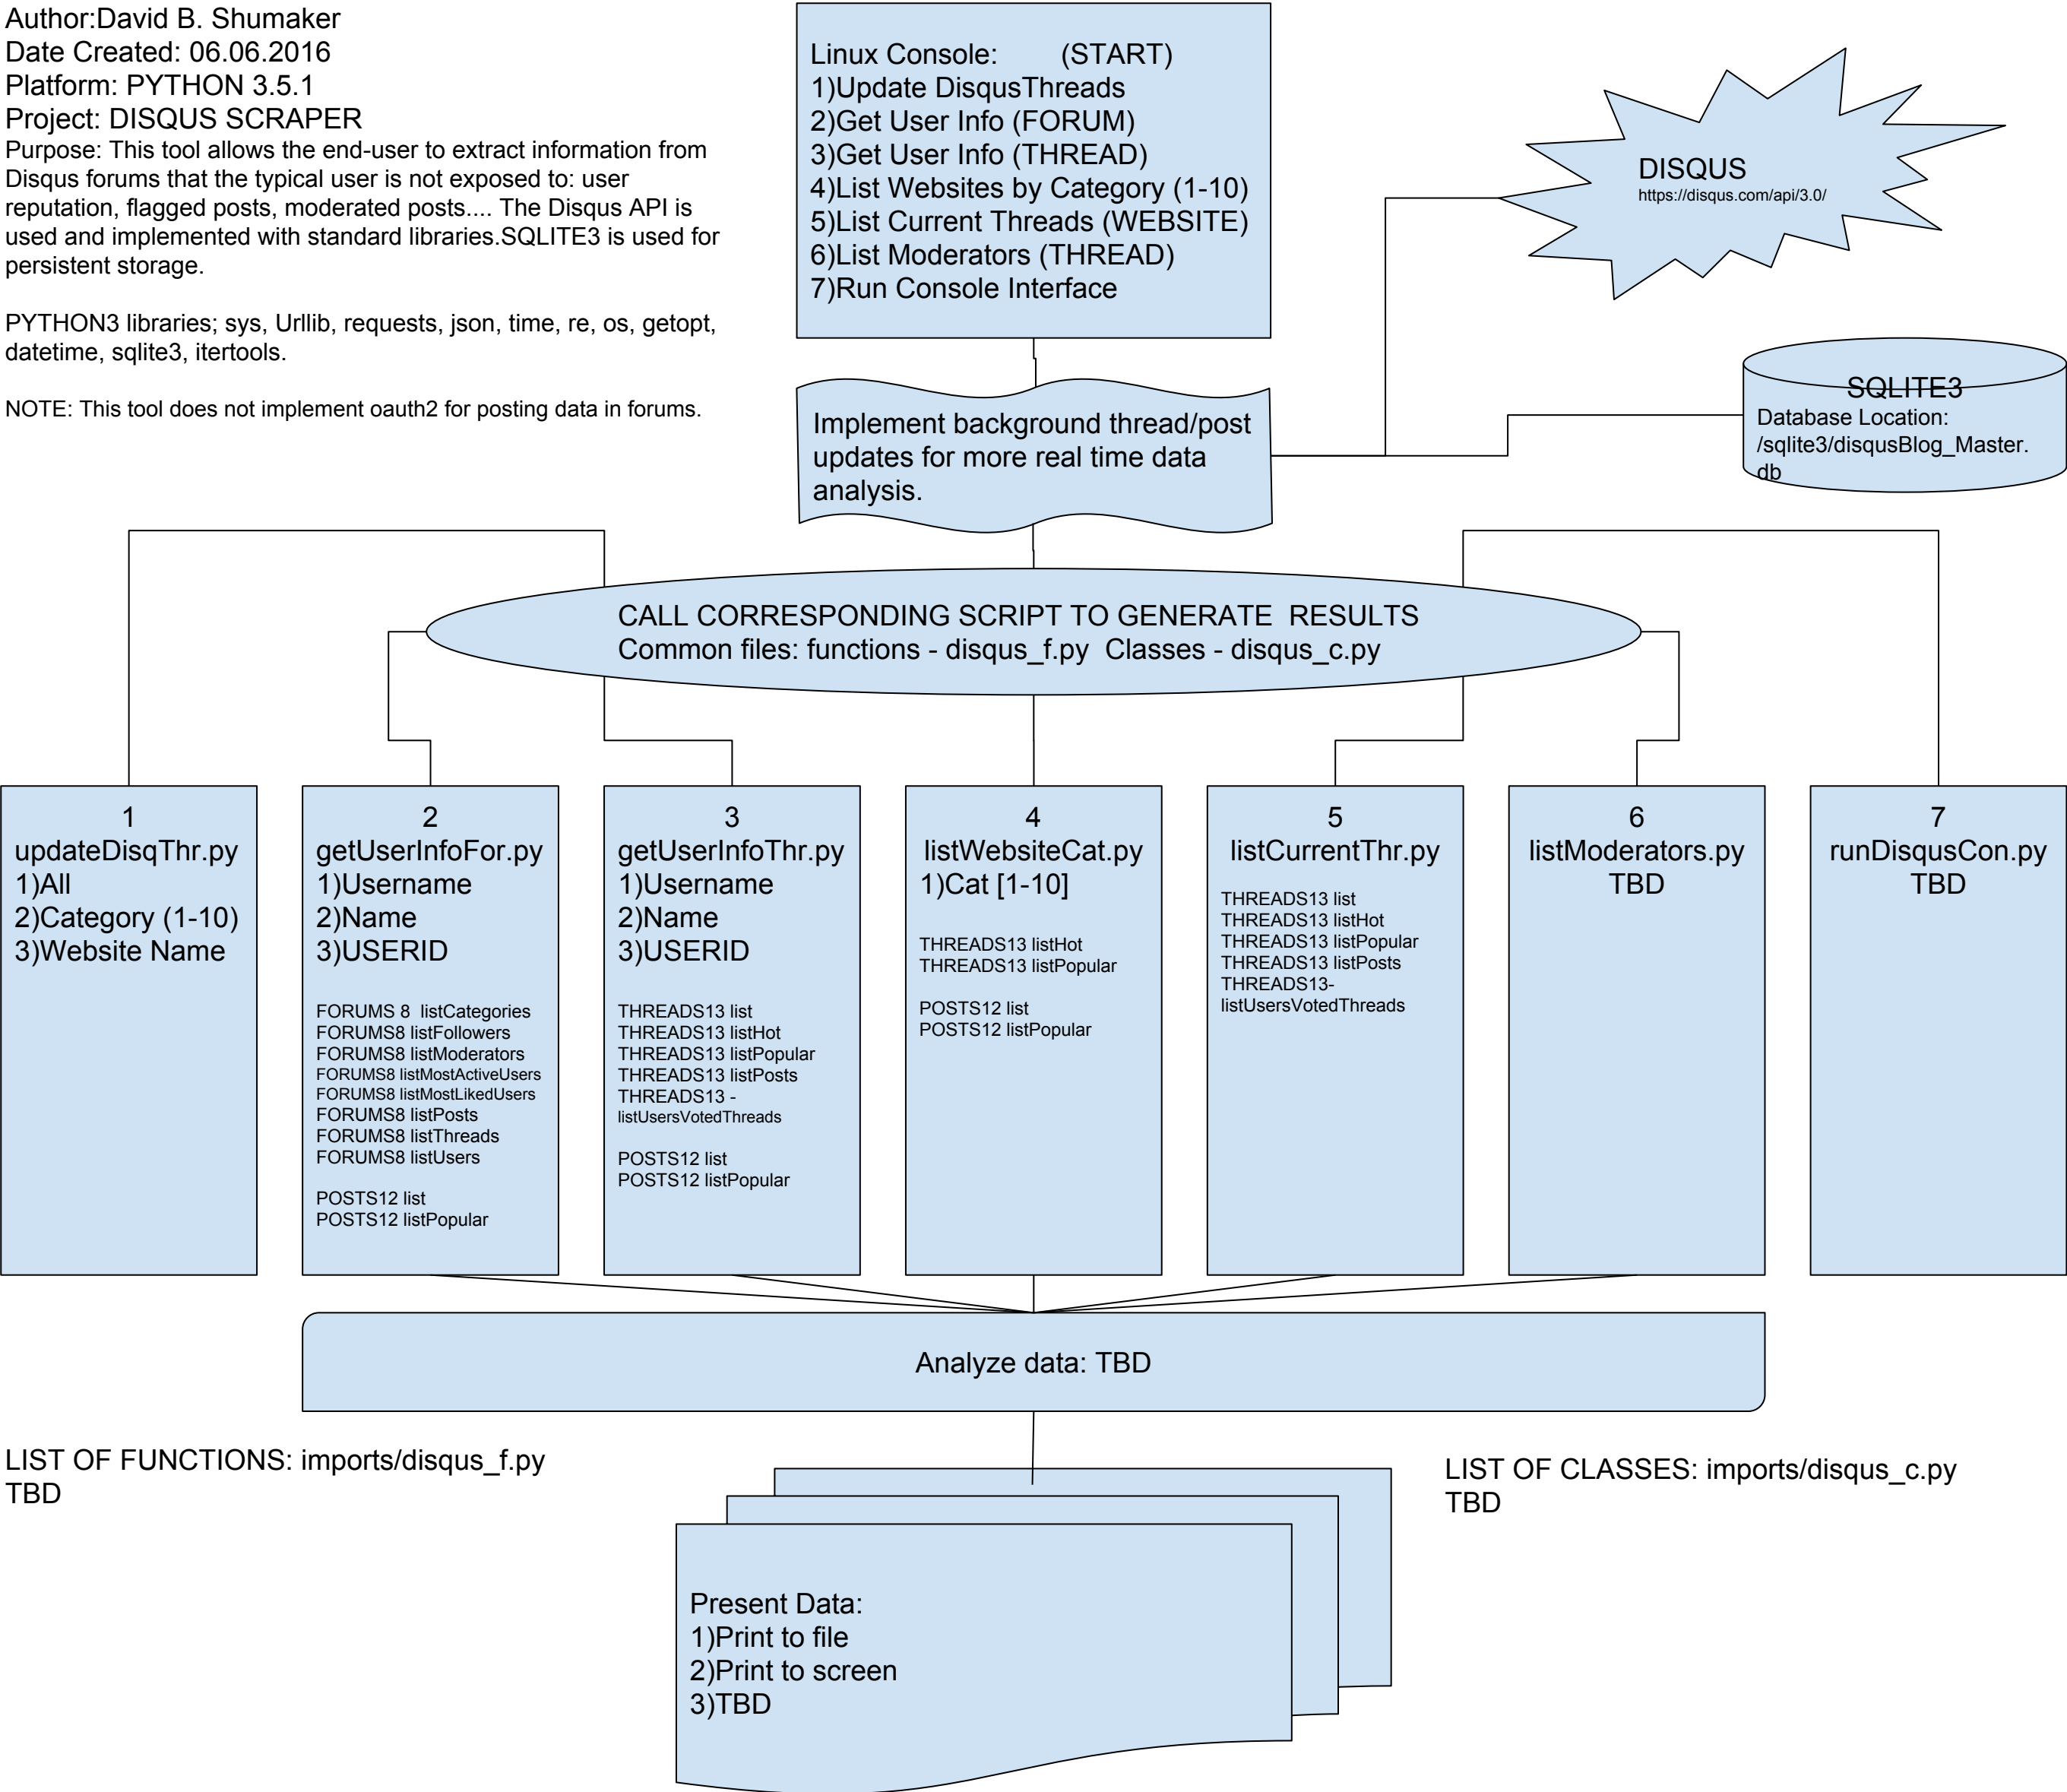 Author:David B. Shumaker
Date Created: 06.06.2016
Platform: PYTHON 3.5.1
Project: DISQUS SCRAPER
Purpose: This tool allows the end-user to extract information from
Disqus forums that the typical user is not exposed to: user
reputation, flagged posts, moderated posts.... The Disqus API is
used and implemented with standard libraries.SQLITE3 is used for
persistent storage.
PYTHON3 libraries; sys, Urllib, requests, json, time, re, os, getopt,
datetime, sqlite3, itertools.
NOTE: This tool does not implement oauth2 for posting data in forums.
Linux Console: (START)
1)Update DisqusThreads
2)Get User Info (FORUM)
3)Get User Info (THREAD)
4)List Websites by Category (1-10)
5)List Current Threads (WEBSITE)
6)List Moderators (THREAD)
7)Run Console Interface
DISQUS
https://disqus.com/api/3.0/
Implement background thread/post
updates for more real time data
analysis.
SQLITE3
Database Location:
/sqlite3/disqusBlog_Master.
db
CALL CORRESPONDING SCRIPT TO GENERATE RESULTS
Common files: functions - disqus_f.py Classes - disqus_c.py
1
updateDisqThr.py
1)All
2)Category (1-10)
3)Website Name
2
getUserInfoFor.py
1)Username
2)Name
3)USERID
FORUMS 8 listCategories
FORUMS8 listFollowers
FORUMS8 listModerators
FORUMS8 listMostActiveUsers
FORUMS8 listMostLikedUsers
FORUMS8 listPosts
FORUMS8 listThreads
FORUMS8 listUsers
POSTS12 list
POSTS12 listPopular
3
getUserInfoThr.py
1)Username
2)Name
3)USERID
THREADS13 list
THREADS13 listHot
THREADS13 listPopular
THREADS13 listPosts
THREADS13 -
listUsersVotedThreads
POSTS12 list
POSTS12 listPopular
4
listWebsiteCat.py
1)Cat [1-10]
THREADS13 listHot
THREADS13 listPopular
POSTS12 list
POSTS12 listPopular
5
listCurrentThr.py
THREADS13 list
THREADS13 listHot
THREADS13 listPopular
THREADS13 listPosts
THREADS13-
listUsersVotedThreads
6
listModerators.py
TBD
7
runDisqusCon.py
TBD
Analyze data: TBD
LIST OF FUNCTIONS: imports/disqus_f.py
TBD
LIST OF CLASSES: imports/disqus_c.py
TBD
Present Data:
1)Print to file
2)Print to screen
3)TBD